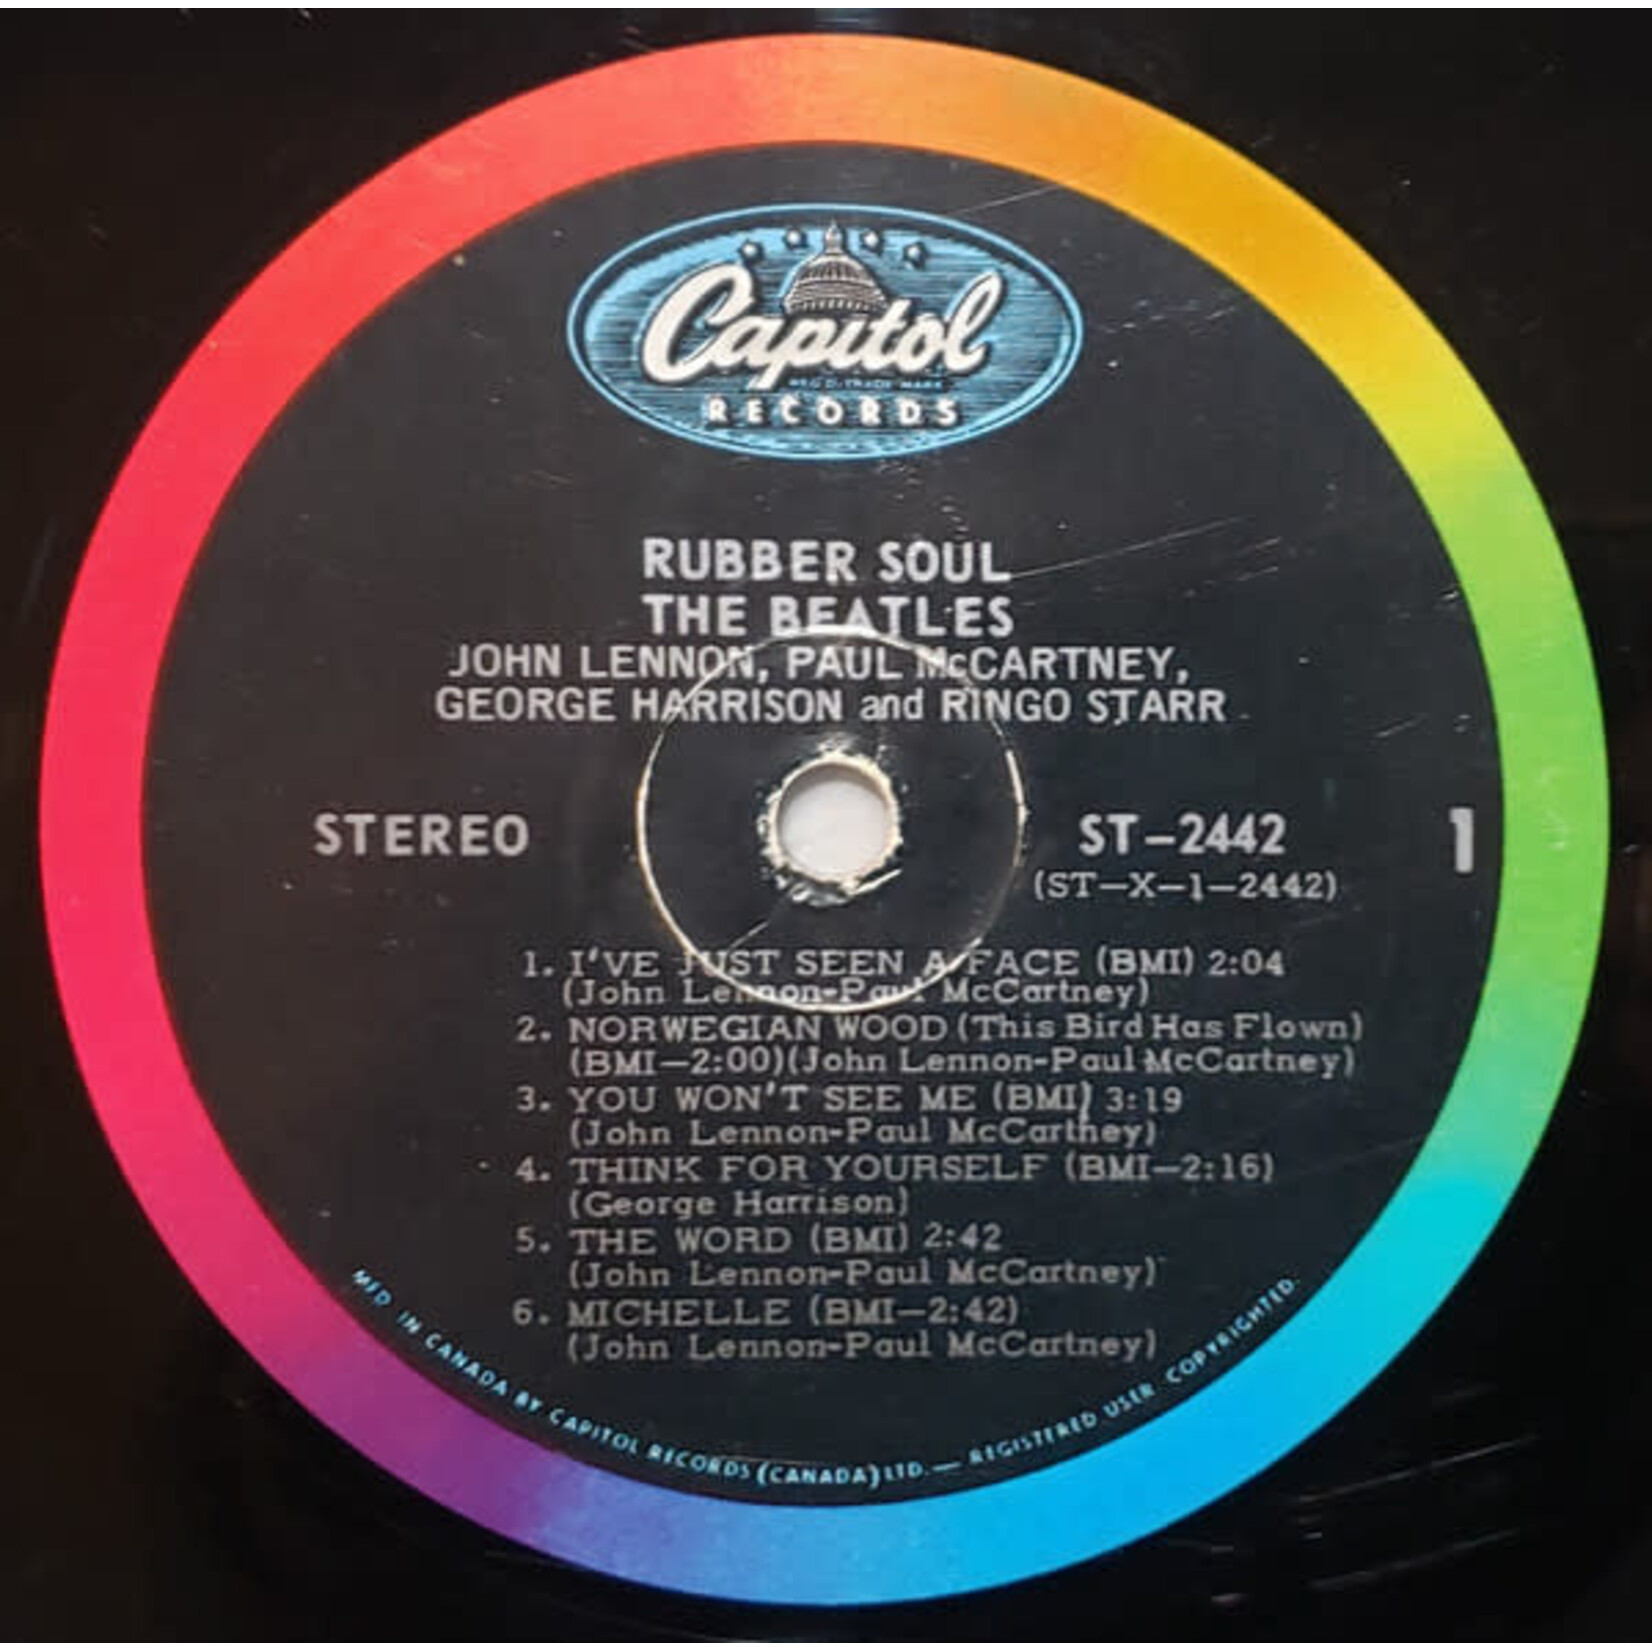 Capitol
REG'D. TRADE MARK
RECORDS
RUBBER SOUL
THE BEATLES
JOHN LENNON, PAUL McCARTNEY,
GEORGE HARRISON and RINGO STARR
STEREO
ST-2442
(ST-X-1-2442)
1
1. I'VE JUST SEEN A FACE (BMI) 2:04
(John Lennon-Paul McCartney)
2. NORWEGIAN WOOD (This Bird Has Flown)
(BMI-2:00)(John Lennon-Paul McCartney)
3. YOU WON'T SEE ME (BMI) 3:19
(John Lennon-Paul McCartney)
4. THINK FOR YOURSELF (BMI-2:16)
(George Harrison)
5. THE WORD (BMI) 2:42
(John Lennon-Paul McCartney)
6. MICHELLE (BMI-2:42)
(John Lennon-Paul McCartney)
MFD. IN CANADA BY CAPITOL RECORDS (CANADA) LTD. — REGISTERED USER COPYRIGHTED.